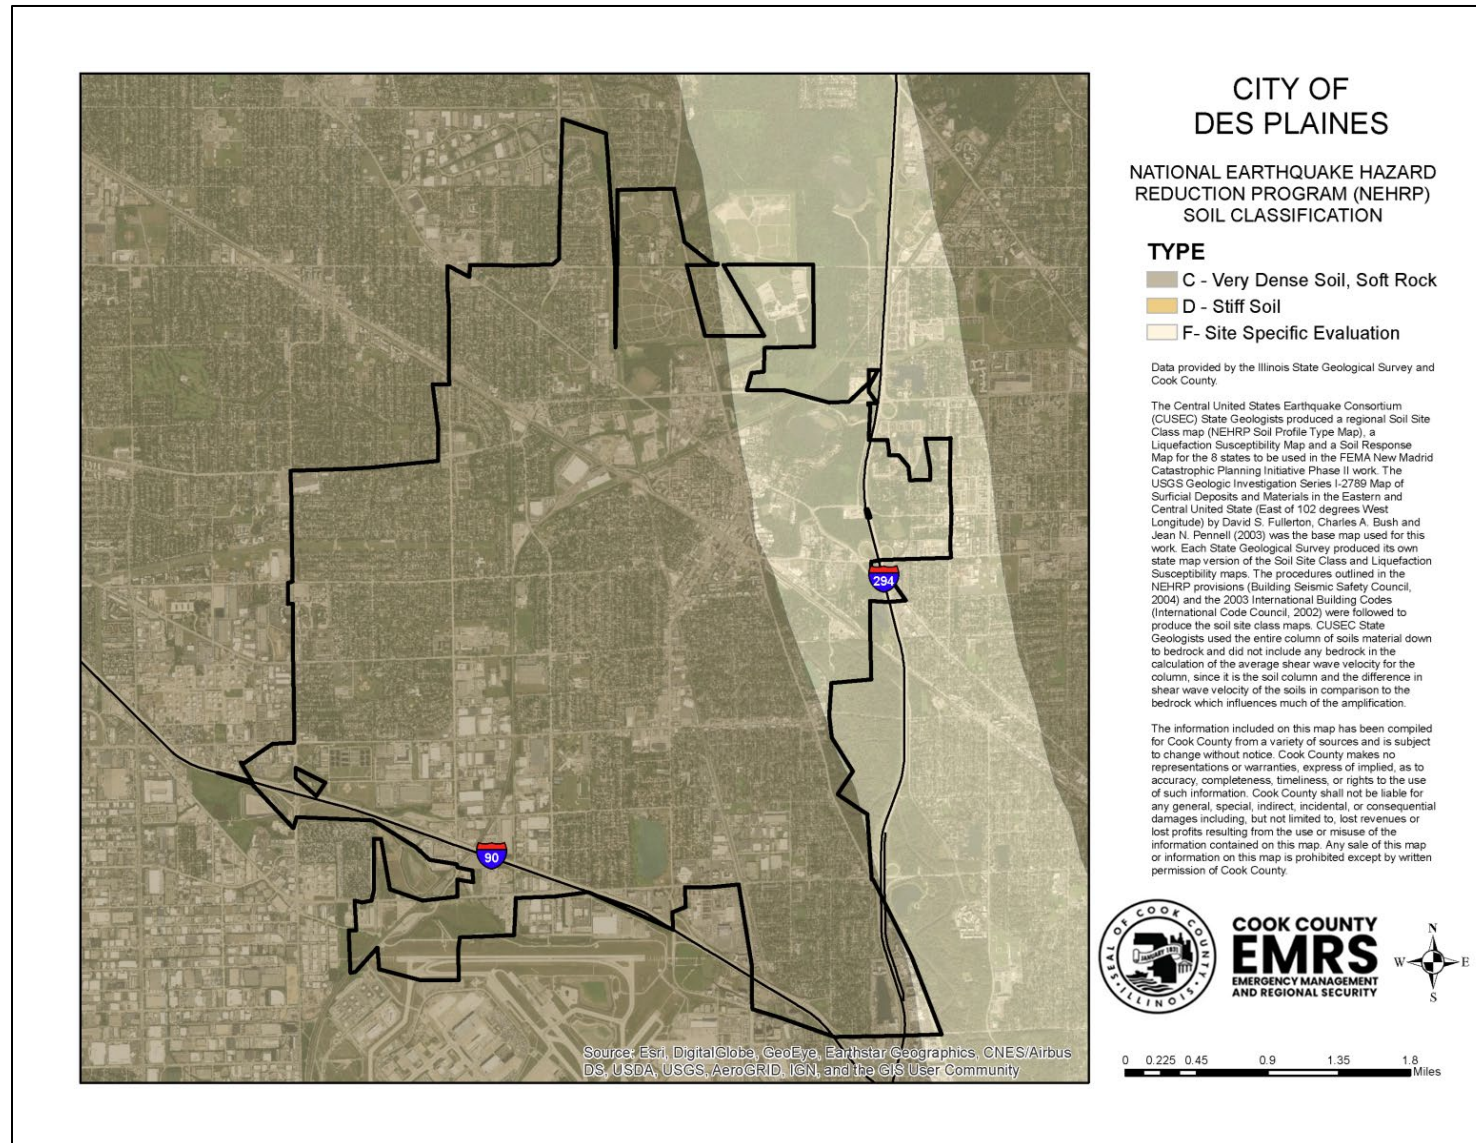 CITY OF
DES PLAINES
NATIONAL EARTHQUAKE HAZARD
REDUCTION PROGRAM (NEHRP)
SOIL CLASSIFICATION
TYPE
C - Very Dense Soil, Soft Rock
D - Stiff Soil
F- Site Specific Evaluation
Data provided by the Illinois State Geological Survey and
Cook County.
The Central United States Earthquake Consortium
(CUSEC) State Geologists produced a regional Soil Site
Class map (NEHRP Soil Profile Type Map), a
Liquefaction Susceptibility Map and a Soil Response
Map for the 8 states to be used in the FEMA New Madrid
Catastrophic Planning Initiative Phase II work. The
USGS Geologic Investigation Series I-2789 Map of
Surficial Deposits and Materials in the Eastern and
Central United State (East of 102 degrees West
Longitude) by David S. Fullerton, Charles A. Bush and
Jean N. Pennell (2003) was the base map used for this
work. Each State Geological Survey produced its own
state map version of the Soil Site Class and Liquefaction
Susceptibility maps. The procedures outlined in the
NEHRP provisions (Building Seismic Safety Council,
2004) and the 2003 International Building Codes
(International Code Council, 2002) were followed to
produce the soil site class maps. CUSEC State
Geologists used the entire column of soils material down
to bedrock and did not include any bedrock in the
calculation of the average shear wave velocity for the
column, since it is the soil column and the difference in
shear wave velocity of the soils in comparison to the
bedrock which influences much of the amplification.
The information included on this map has been compiled
for Cook County from a variety of sources and is subject
to change without notice. Cook County makes no
representations or warranties, express of implied, as to
accuracy, completeness, timeliness, or rights to the use
of such information. Cook County shall not be liable for
any general, special, indirect, incidental, or consequential
damages including, but not limited to, lost revenues or
lost profits resulting from the use or misuse of the
information contained on this map. Any sale of this map
or information on this map is prohibited except by written
permission of Cook County.
294
90
SEAL OF COOK COUNTY
JANUARY 1831
ILLINOIS
COOK COUNTY
EMRS
EMERGENCY MANAGEMENT
AND REGIONAL SECURITY
N
W E
S
Source: Esri, DigitalGlobe, GeoEye, Earthstar Geographics, CNES/Airbus
DS, USDA, USGS, AeroGRID, IGN, and the GIS User Community
0 0.225 0.45 0.9 1.35 1.8
Miles